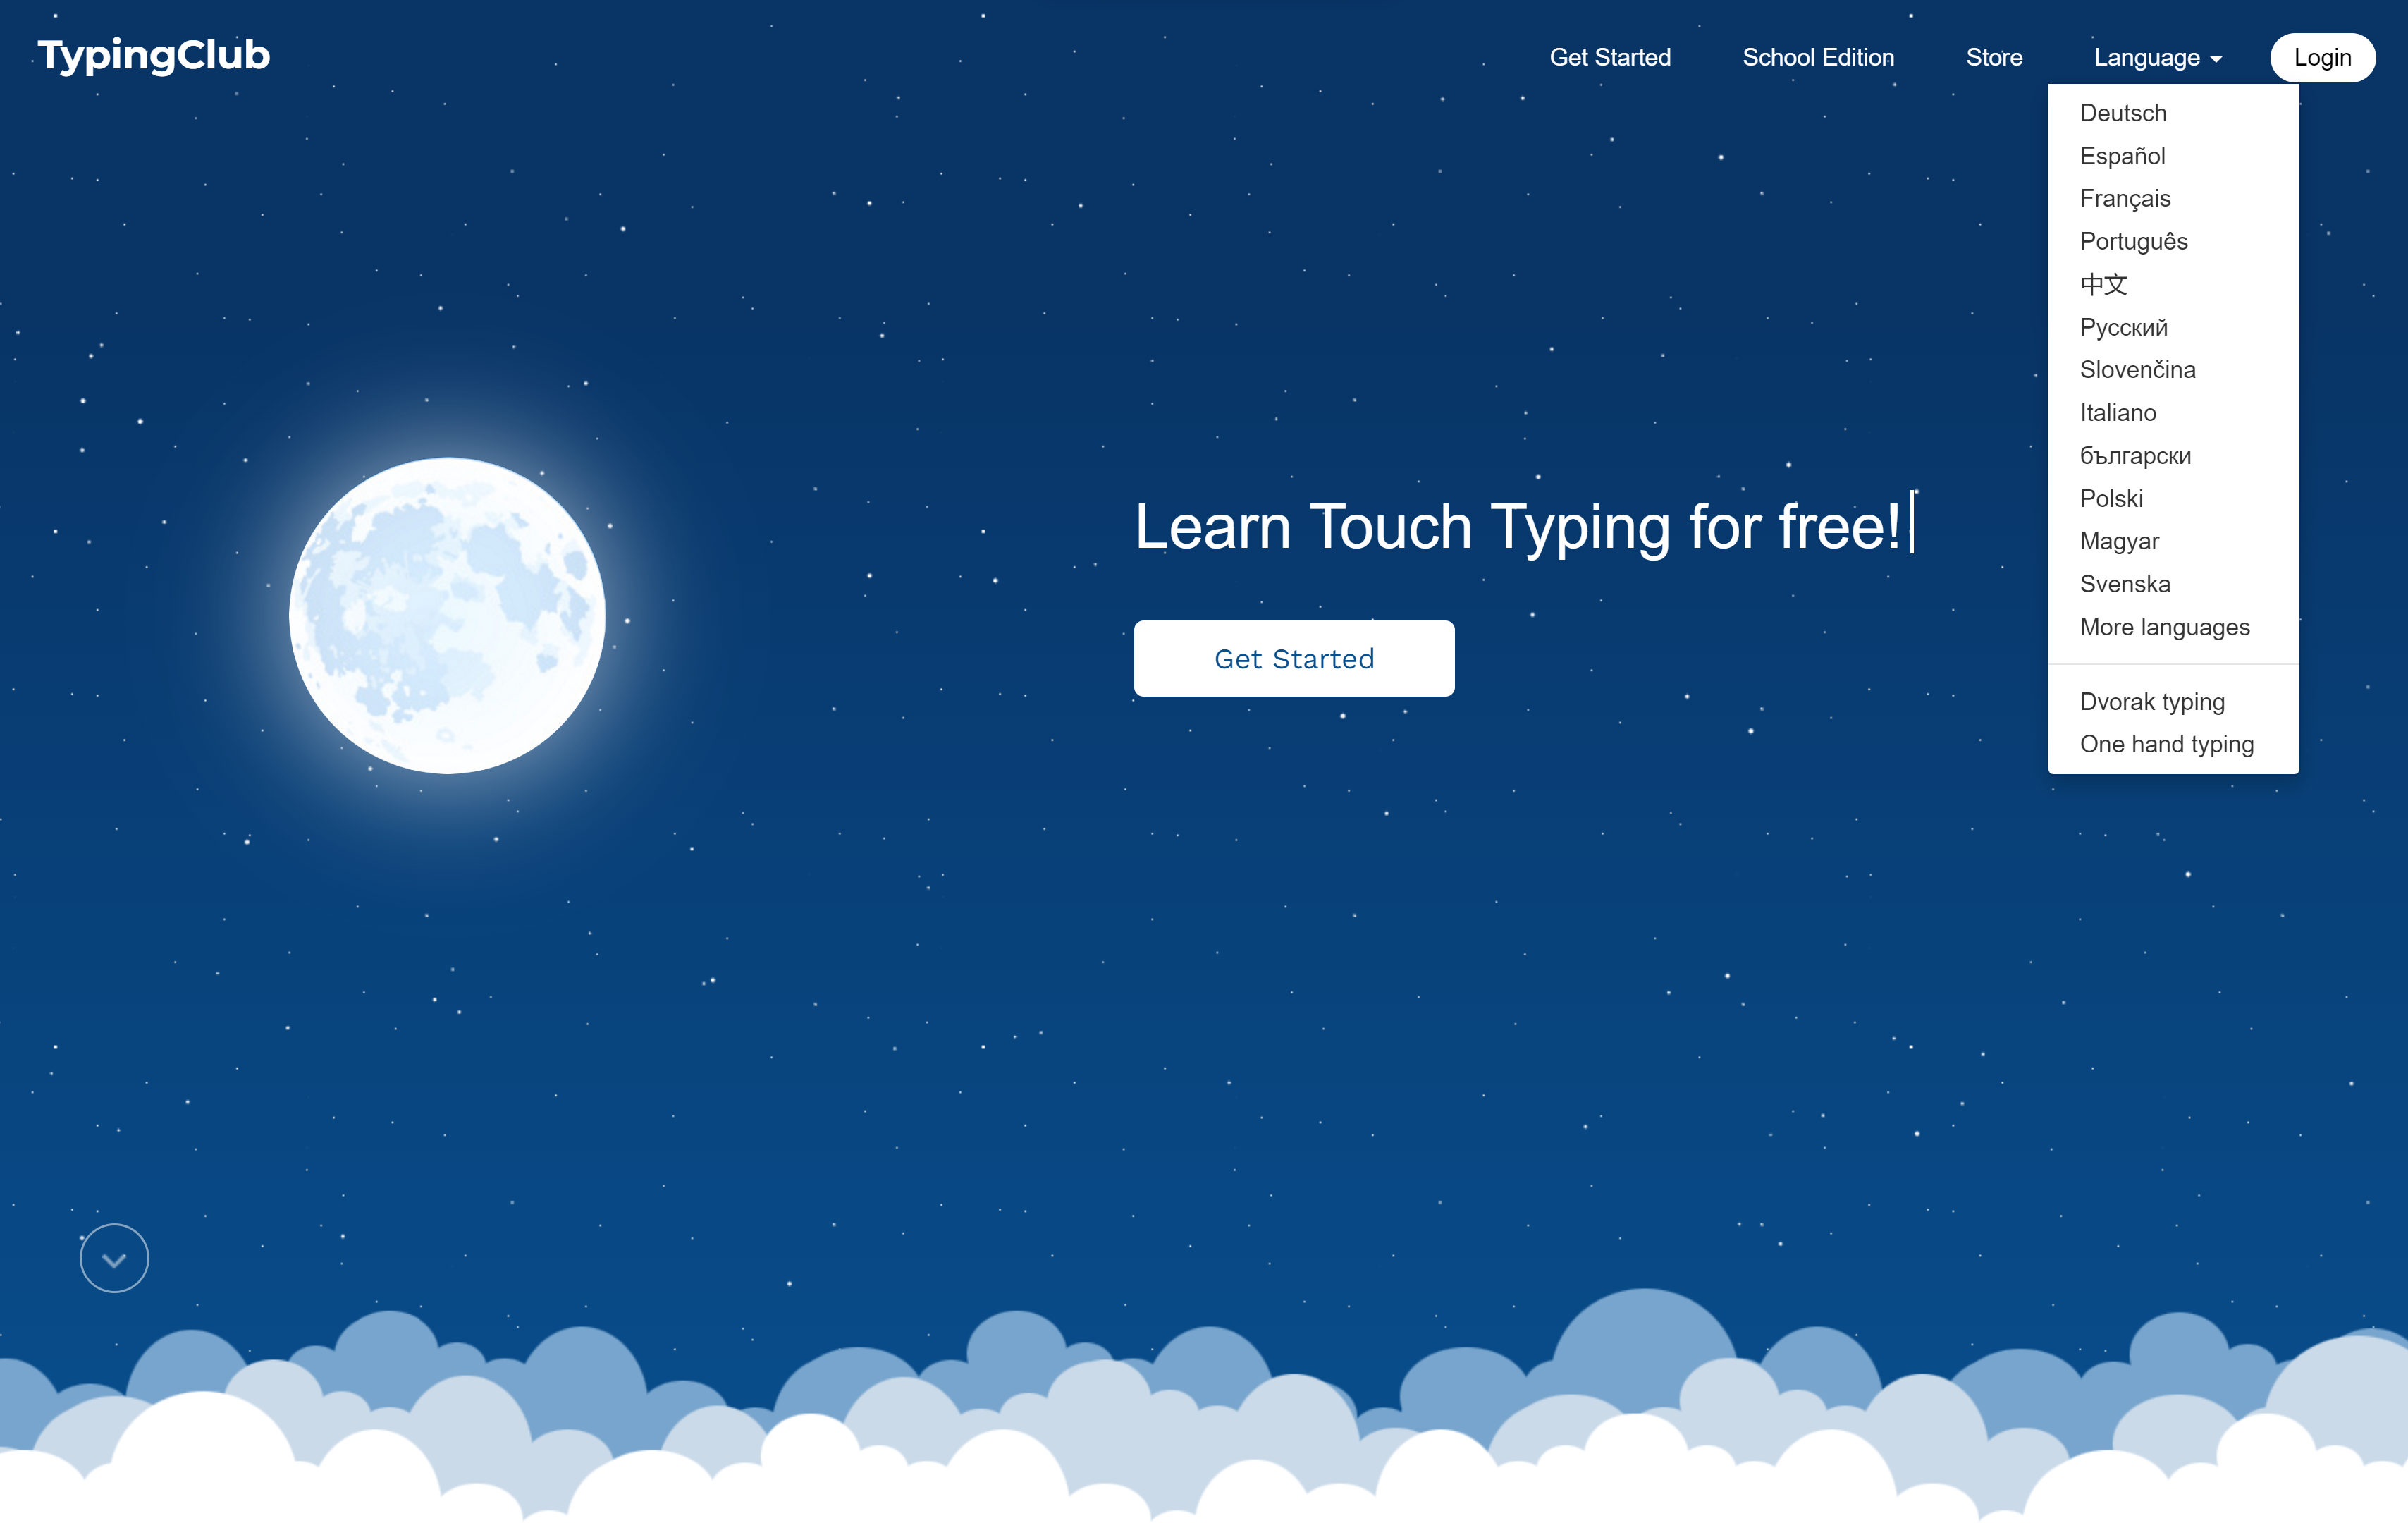 TypingClub
Get Started
School Edition
Store
Language
Login
Deutsch
Español
Français
Português
中文
Русский
Slovenčina
Italiano
български
Polski
Magyar
Svenska
More languages
Dvorak typing
One hand typing
Learn Touch Typing for free!
Get Started